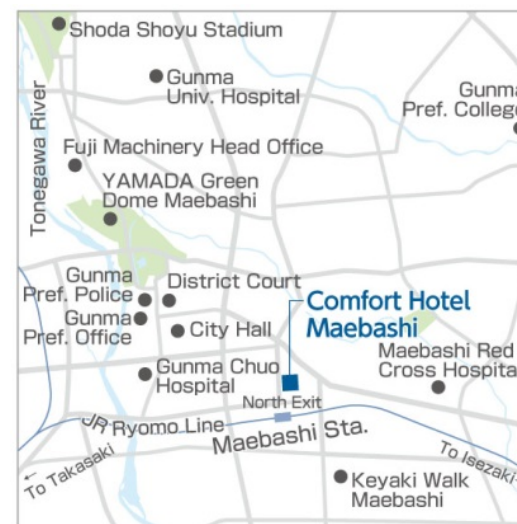 Shoda Shoyu Stadium
Gunma
Univ. Hospital
Gunma
Pref. College
Tonegawa River
Fuji Machinery Head Office
YAMADA Green
Dome Maebashi
Gunma
Pref. Police
District Court
Gunma
Pref. Office
City Hall
Comfort Hotel
Maebashi
Gunma Chuo
Hospital
Maebashi Red
Cross Hospital
North Exit
JR Ryomo Line
Maebashi Sta.
To Takasaki
To Isezaki
Keyaki Walk
Maebashi